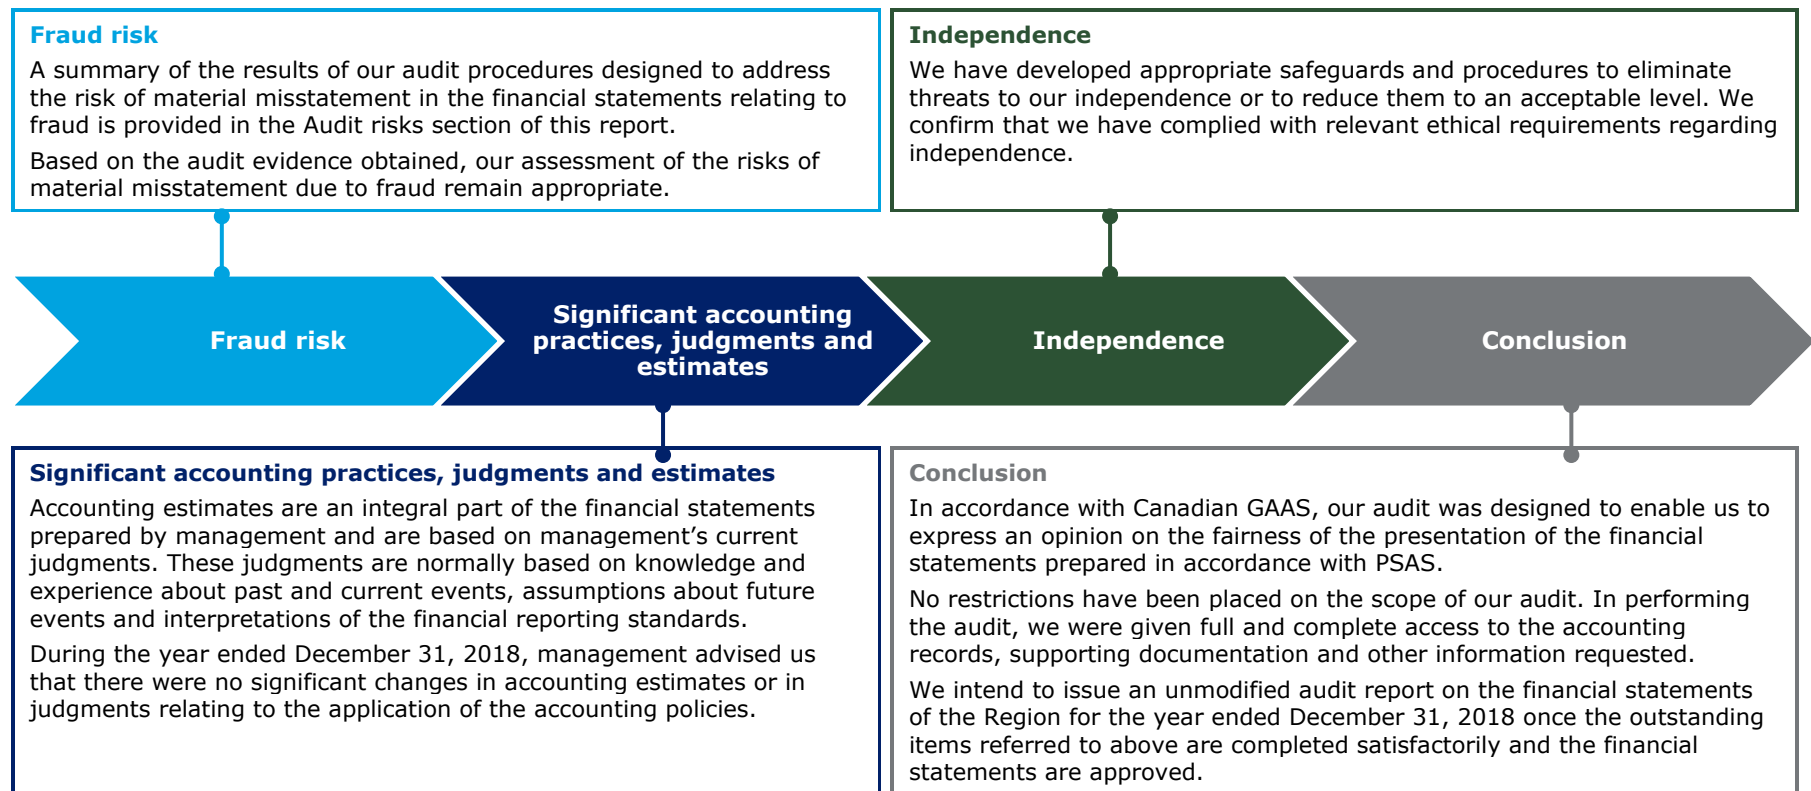 Fraud risk
A summary of the results of our audit procedures designed to address
the risk of material misstatement in the financial statements relating to
fraud is provided in the Audit risks section of this report.
Based on the audit evidence obtained, our assessment of the risks of
material misstatement due to fraud remain appropriate.
Independence
We have developed appropriate safeguards and procedures to eliminate
threats to our independence or to reduce them to an acceptable level. We
confirm that we have complied with relevant ethical requirements regarding
independence.
Fraud risk
Significant accounting
practices, judgments and
estimates
Independence
Conclusion
Significant accounting practices, judgments and estimates
Accounting estimates are an integral part of the financial statements
prepared by management and are based on management’s current
judgments. These judgments are normally based on knowledge and
experience about past and current events, assumptions about future
events and interpretations of the financial reporting standards.
During the year ended December 31, 2018, management advised us
that there were no significant changes in accounting estimates or in
judgments relating to the application of the accounting policies.
Conclusion
In accordance with Canadian GAAS, our audit was designed to enable us to
express an opinion on the fairness of the presentation of the financial
statements prepared in accordance with PSAS.
No restrictions have been placed on the scope of our audit. In performing
the audit, we were given full and complete access to the accounting
records, supporting documentation and other information requested.
We intend to issue an unmodified audit report on the financial statements
of the Region for the year ended December 31, 2018 once the outstanding
items referred to above are completed satisfactorily and the financial
statements are approved.